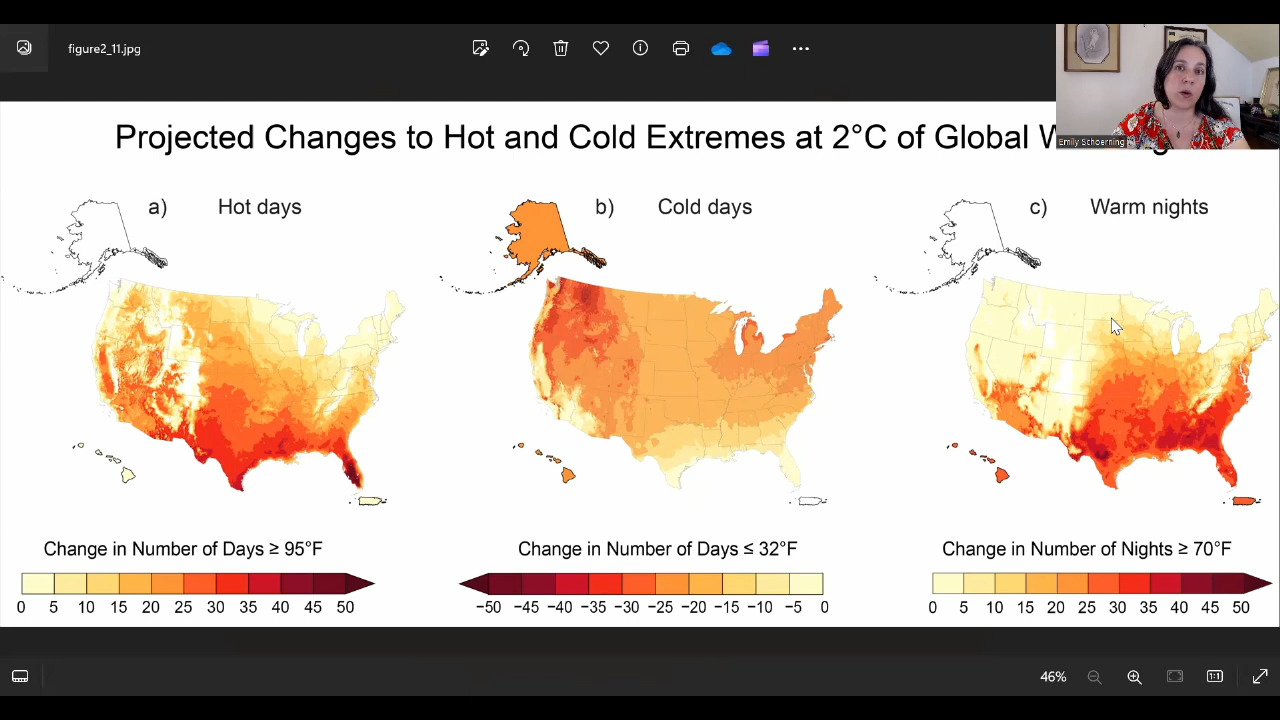 figure2_11.jpg
Emily Schoerning
Projected Changes to Hot and Cold Extremes at 2°C of Global W
a) Hot days
b) Cold days
c) Warm nights
Change in Number of Days ≥ 95°F
0 5 10 15 20 25 30 35 40 45 50
Change in Number of Days ≤ 32°F
−50 −45 −40 −35 −30 −25 −20 −15 −10 −5 0
Change in Number of Nights ≥ 70°F
0 5 10 15 20 25 30 35 40 45 50
46%
1:1